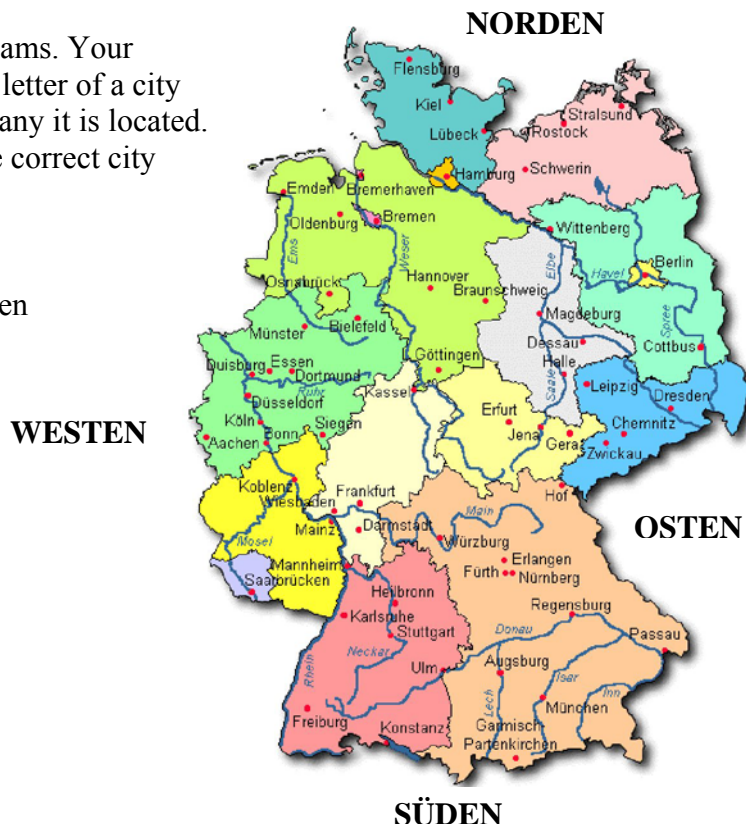 NORDEN
ams. Your
letter of a city
any it is located.
e correct city
en
WESTEN
OSTEN
SÜDEN
Flensburg
Kiel
Lübeck
Stralsund
Rostock
Schwerin
Hamburg
Emden
Bremerhaven
Oldenburg
Bremen
Wittenberg
Ems
Weser
Elbe
Havel
Berlin
Osnabrück
Hannover
Braunschweig
Spree
Münster
Bielefeld
Magdeburg
Dessau
Cottbus
Duisburg
Essen
Dortmund
Göttingen
Halle
Ruhr
Kassel
Saale
Leipzig
Düsseldorf
Dresden
Köln
Siegen
Erfurt
Jena
Gera
Chemnitz
Aachen
Bonn
Zwickau
Koblenz
Wiesbaden
Frankfurt
Hof
Main
Mainz
Darmstadt
Mosel
Würzburg
Mannheim
Erlangen
Saarbrücken
Fürth
Nürnberg
Heilbronn
Karlsruhe
Regensburg
Stuttgart
Donau
Passau
Neckar
Rhein
Ulm
Augsburg
Isar
Inn
Lech
München
Freiburg
Konstanz
Garmisch-
Partenkirchen